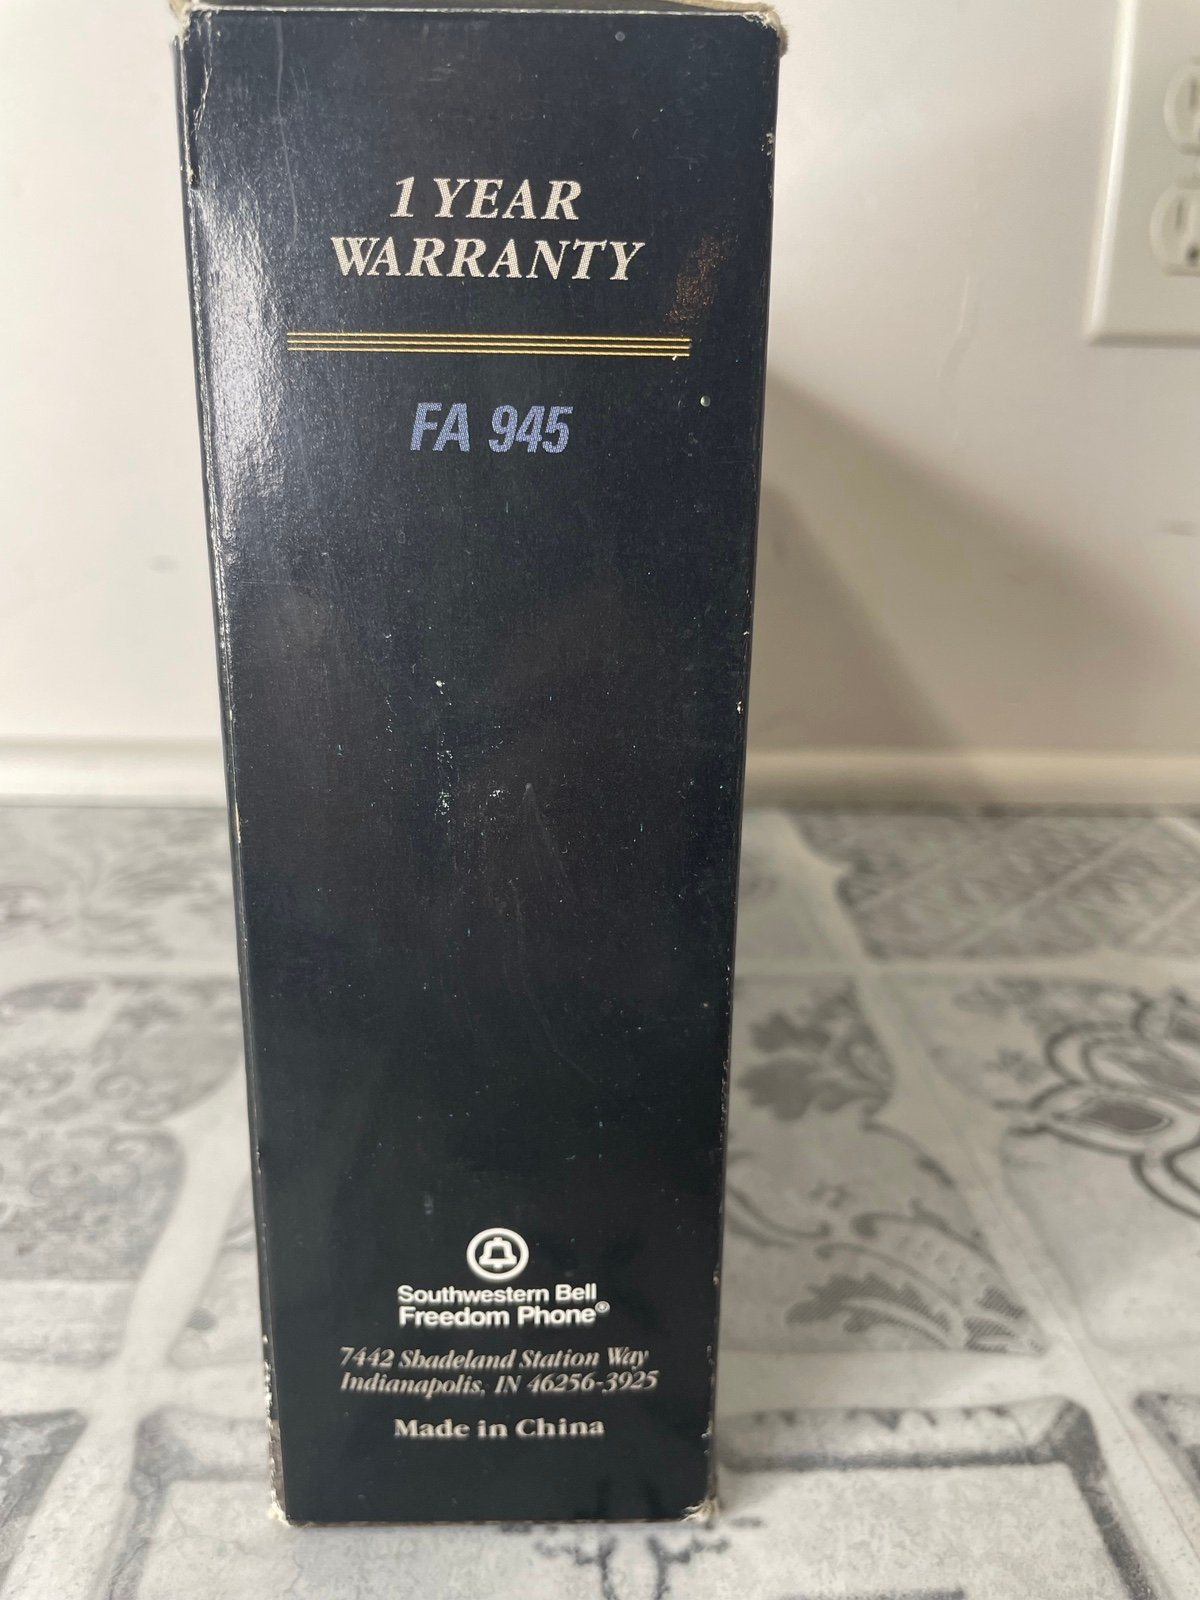 1 YEAR
WARRANTY
FA 945
Southwestern Bell
Freedom Phone®
7442 Shadeland Station Way
Indianapolis, IN 46256-3925
Made in China